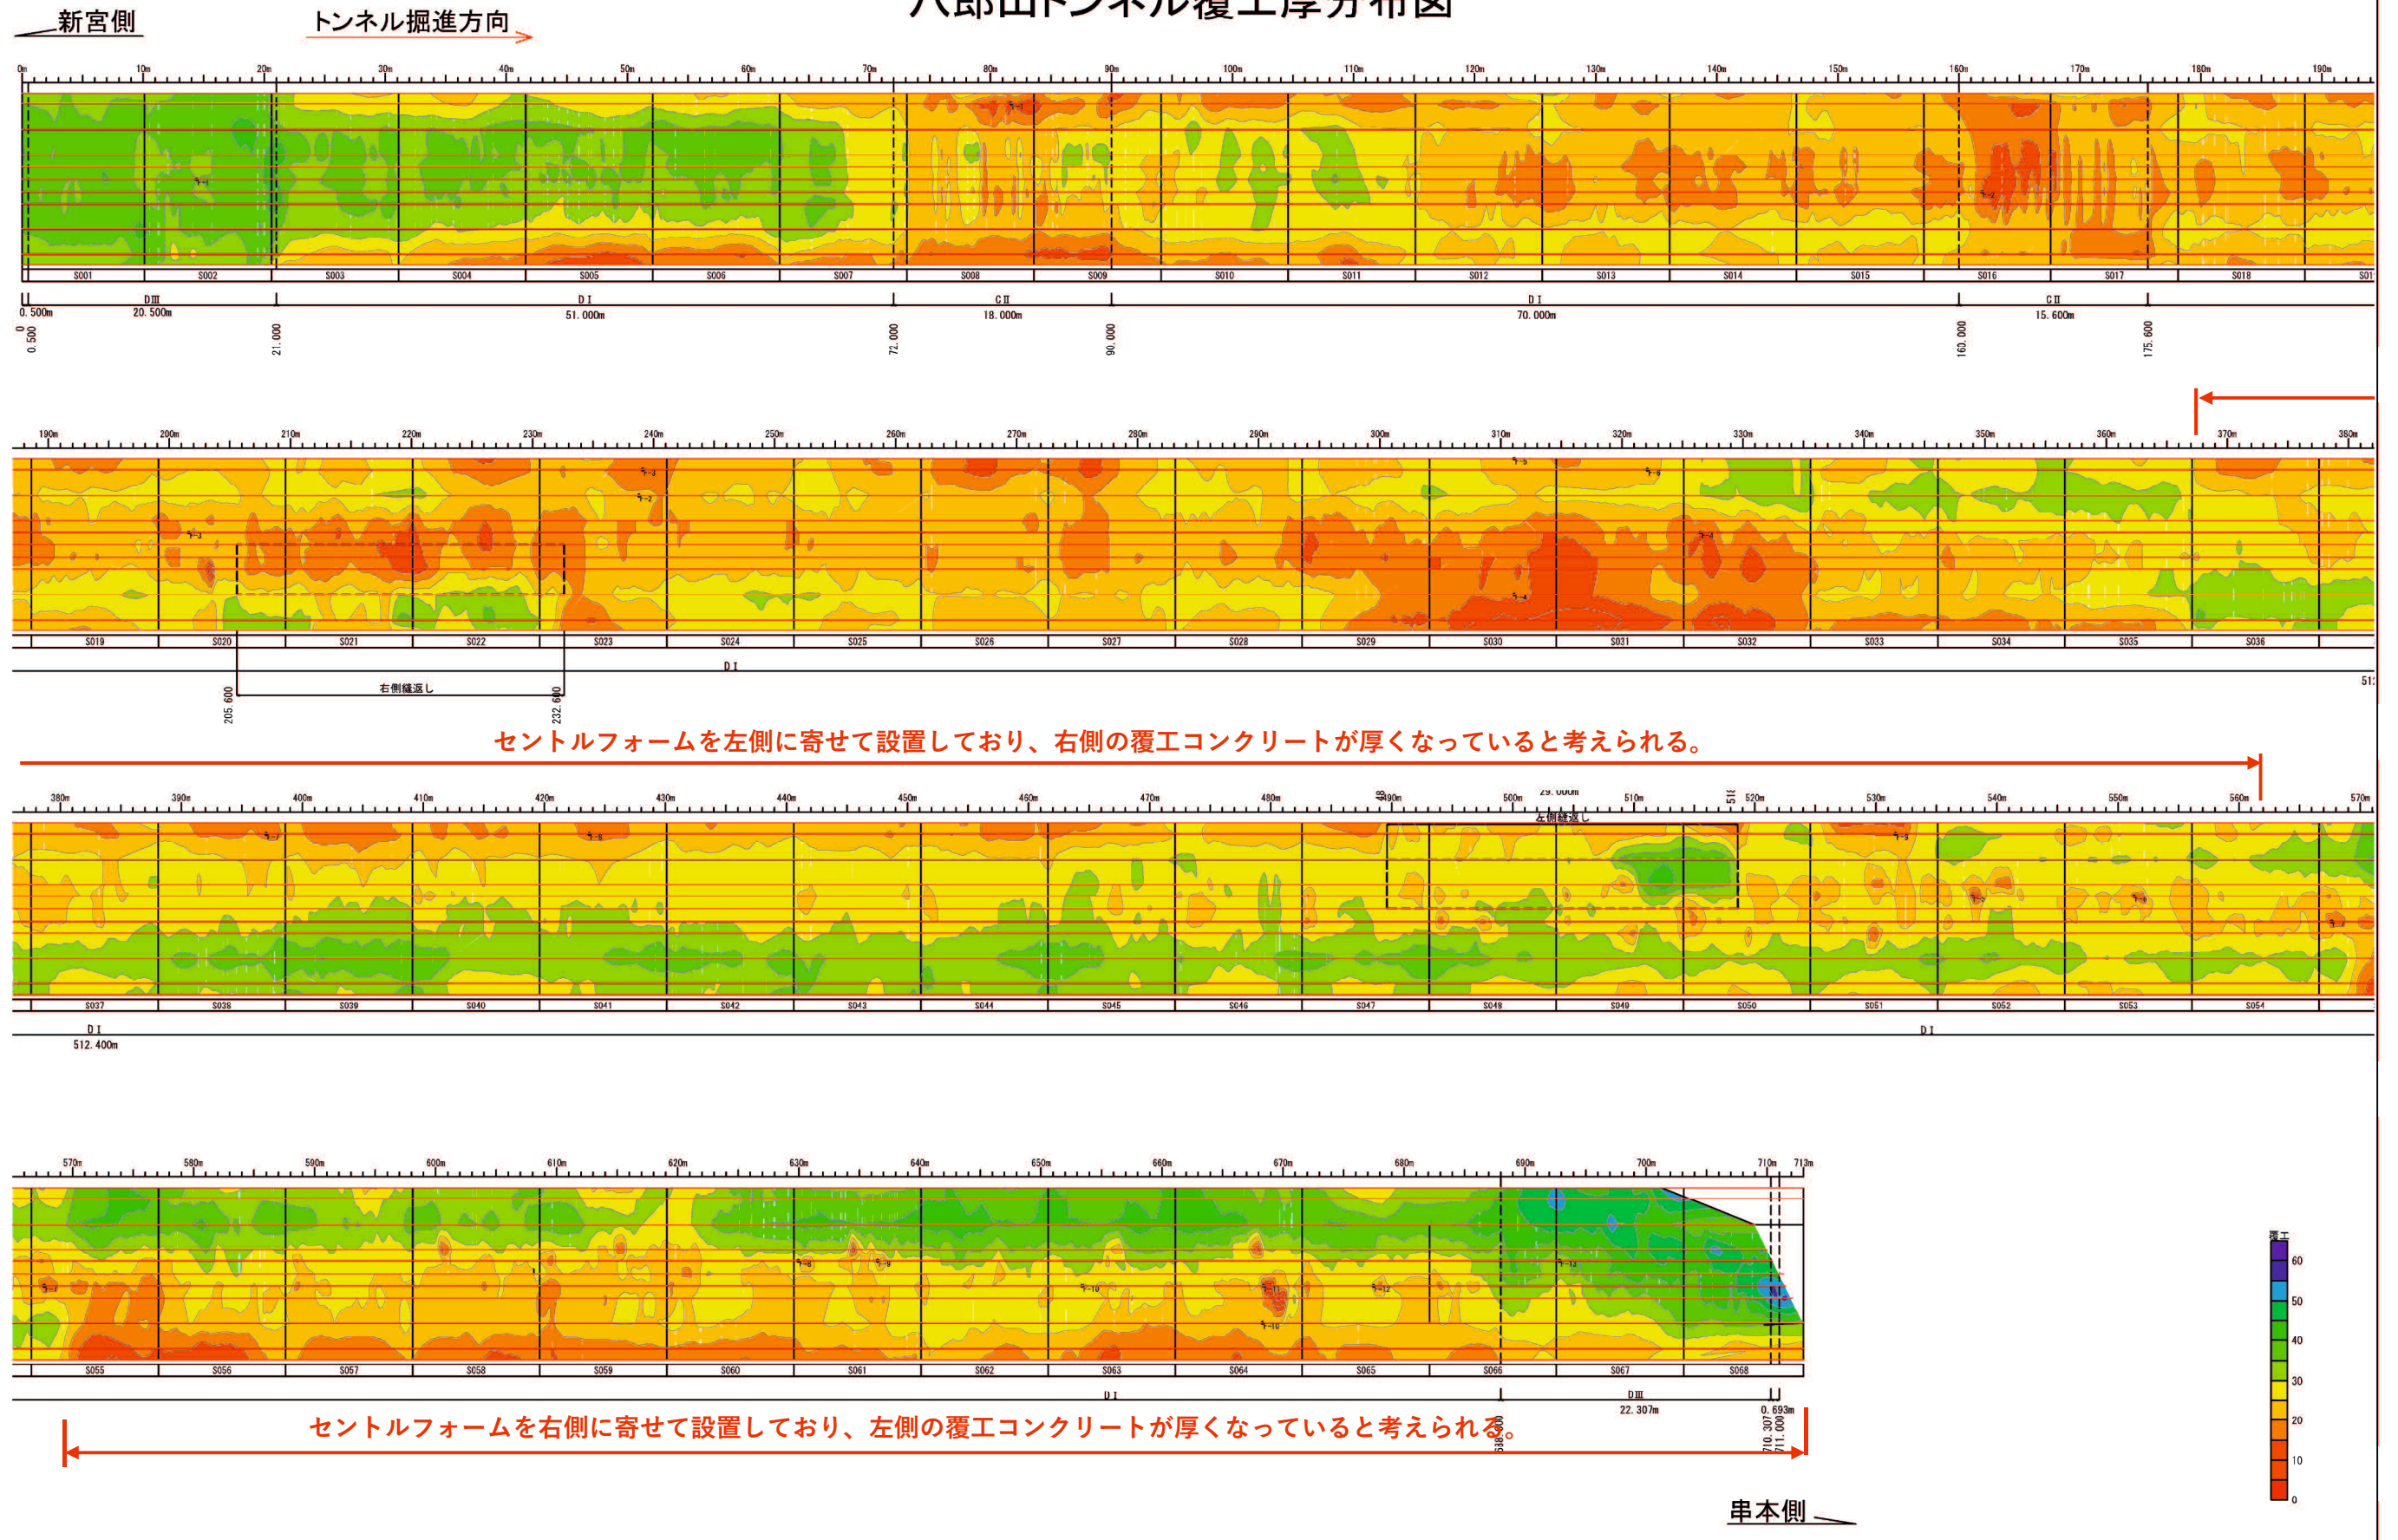 八郎山トンネル覆工厚分布図
新宮側
トンネル掘進方向
0m 10m 20m 30m 40m 50m 60m 70m 80m 90m 100m 110m 120m 130m 140m 150m 160m 170m 180m 190m
S001 S002 S003 S004 S005 S006 S007 S008 S009 S010 S011 S012 S013 S014 S015 S016 S017 S018 S01
DⅢ DⅠ CⅡ DⅠ CⅡ
0.500m 20.500m 51.000m 18.000m 70.000m 15.600m
0 0.500 21.000 72.000 90.000 160.000 175.600
190m 200m 210m 220m 230m 240m 250m 260m 270m 280m 290m 300m 310m 320m 330m 340m 350m 360m 370m 380m
S019 S020 S021 S022 S023 S024 S025 S026 S027 S028 S029 S030 S031 S032 S033 S034 S035 S036
DⅠ
右側縫返し
205.600 232.600
セントルフォームを左側に寄せて設置しており、右側の覆工コンクリートが厚くなっていると考えられる。
380m 390m 400m 410m 420m 430m 440m 450m 460m 470m 480m 490m 500m 510m 520m 530m 540m 550m 560m 570m
29.000m
左側縫返し
S037 S038 S039 S040 S041 S042 S043 S044 S045 S046 S047 S048 S049 S050 S051 S052 S053 S054
DⅠ DⅠ
512.400m
570m 580m 590m 600m 610m 620m 630m 640m 650m 660m 670m 680m 690m 700m 710m 713m
S055 S056 S057 S058 S059 S060 S061 S062 S063 S064 S065 S066 S067 S068
DⅠ DⅢ
22.307m 0.693m
710.307 711.000
セントルフォームを右側に寄せて設置しており、左側の覆工コンクリートが厚くなっていると考えられる。
覆工
60
50
40
30
20
10
0
串本側